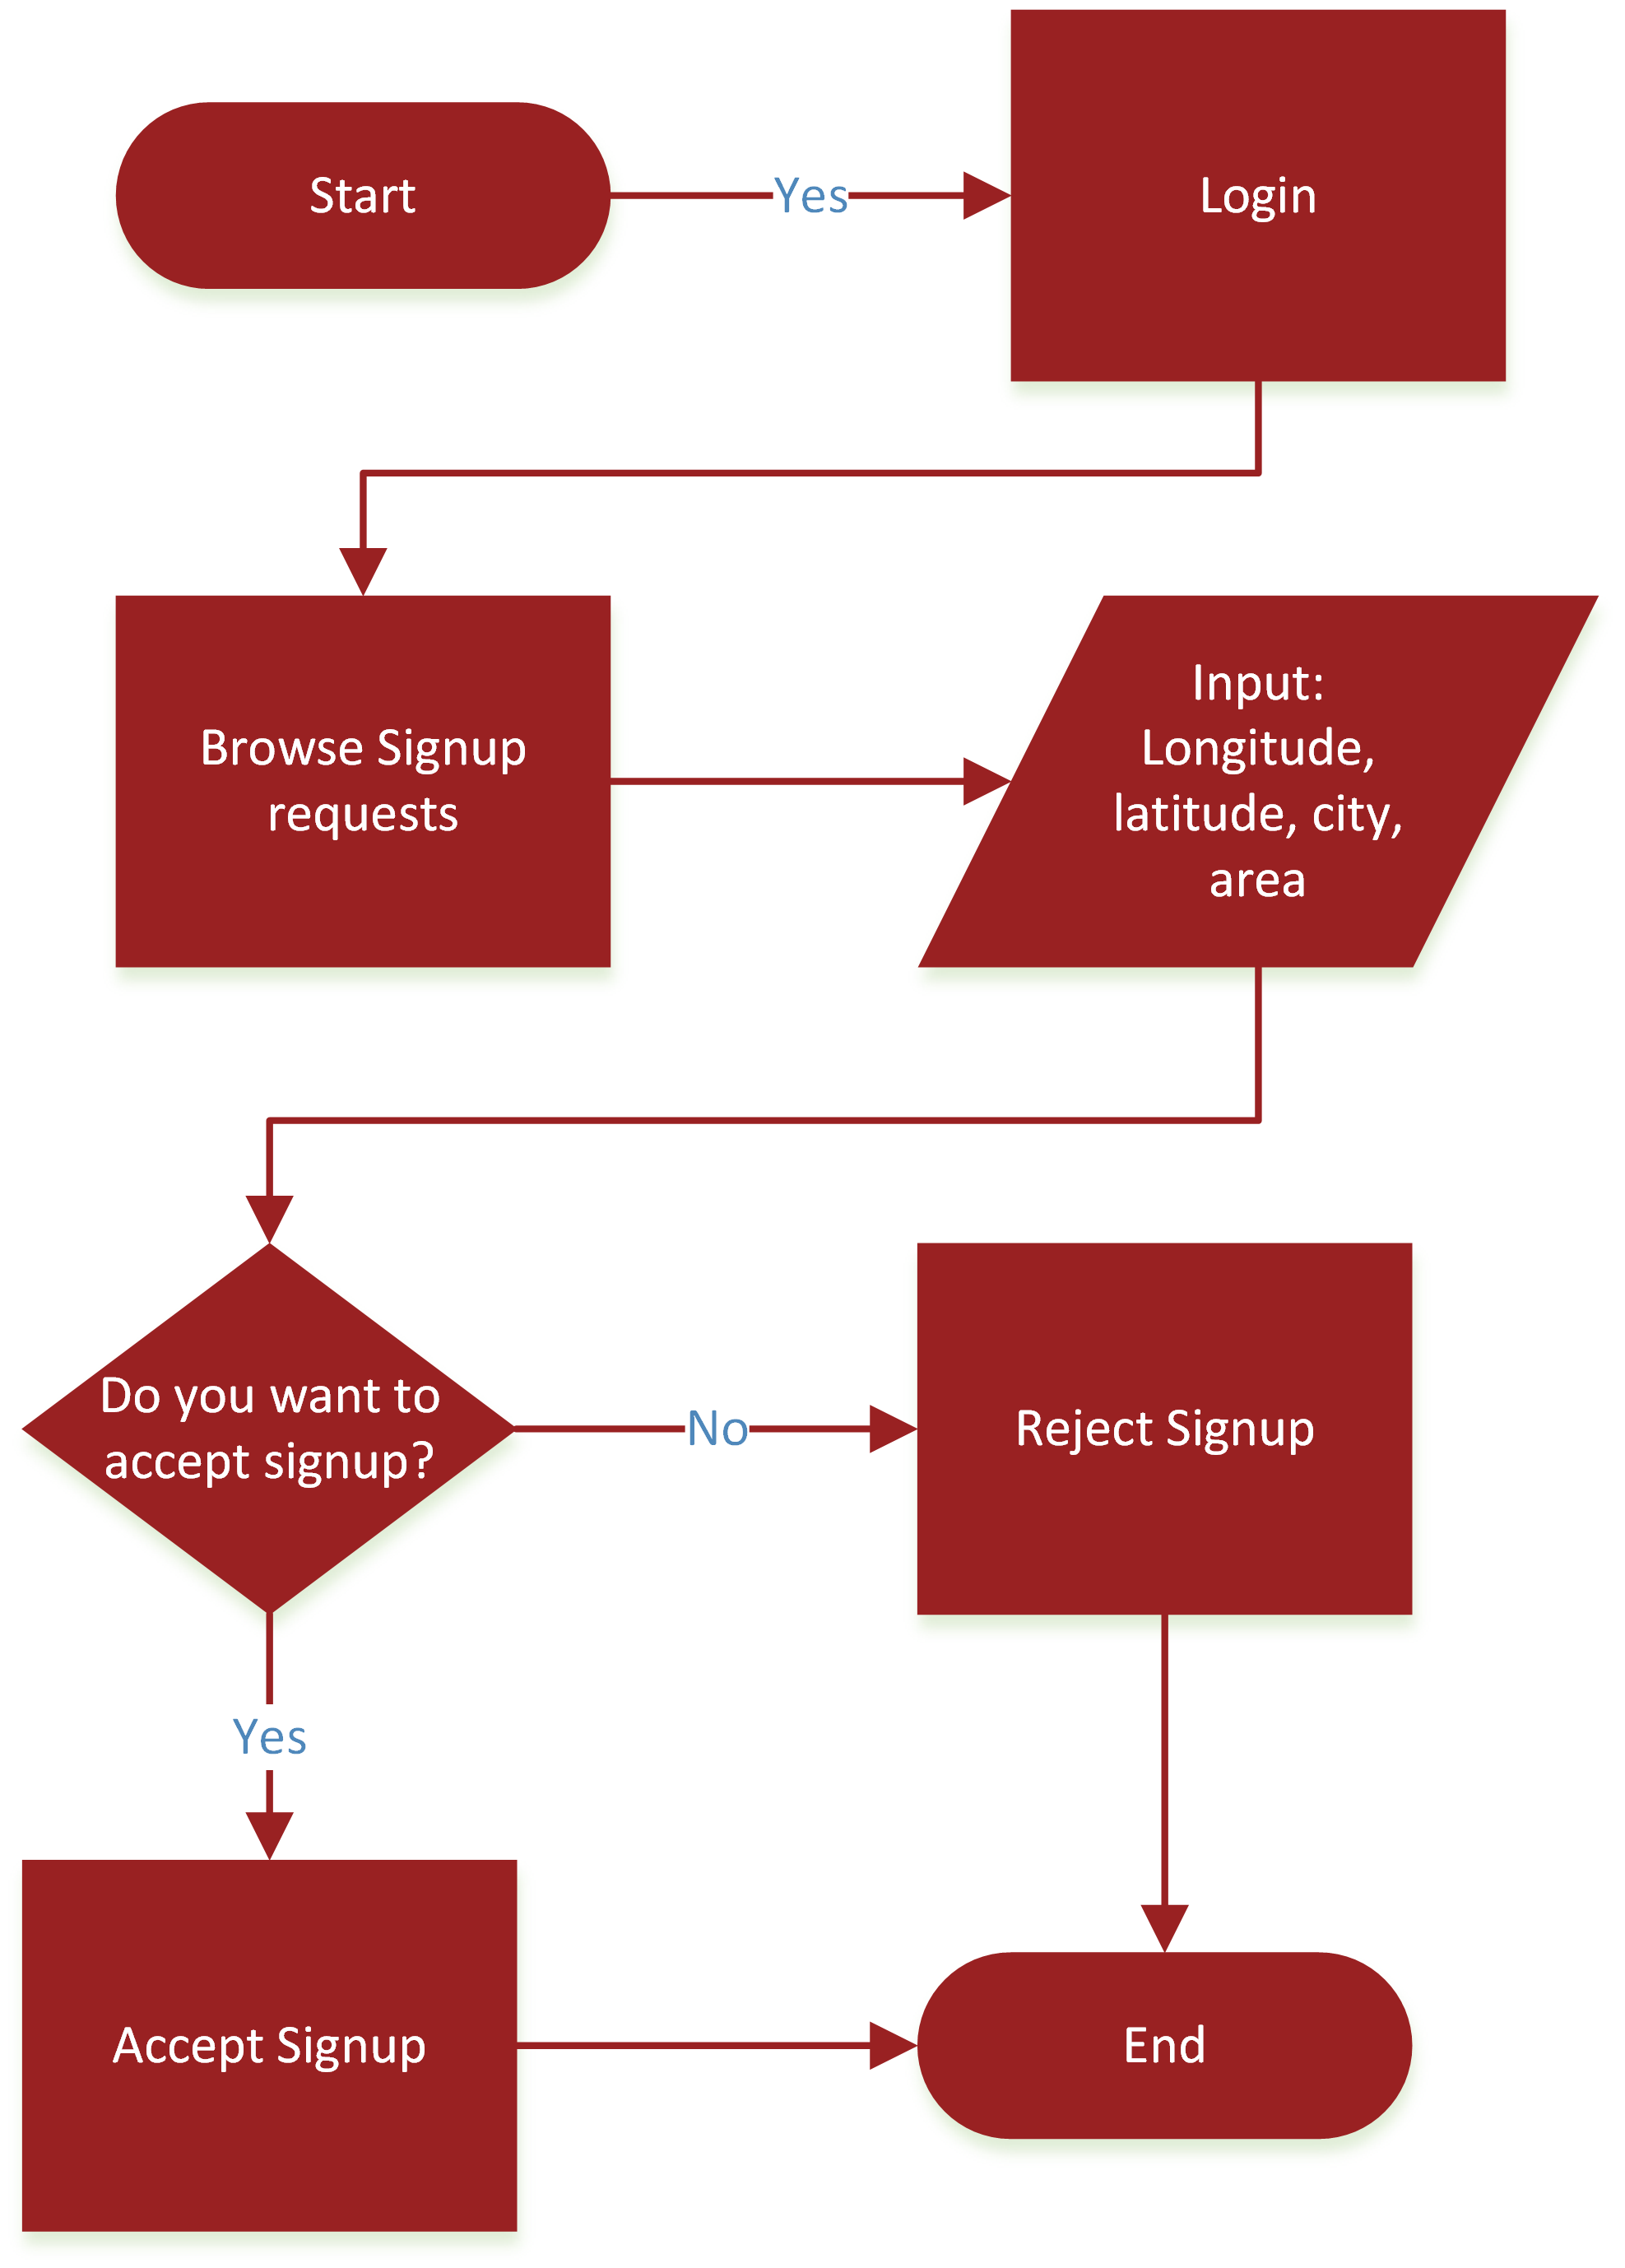 Start
Yes
Login
Browse Signup
requests
Input:
Longitude,
latitude, city,
area
Do you want to
accept signup?
No
Reject Signup
Yes
Accept Signup
End